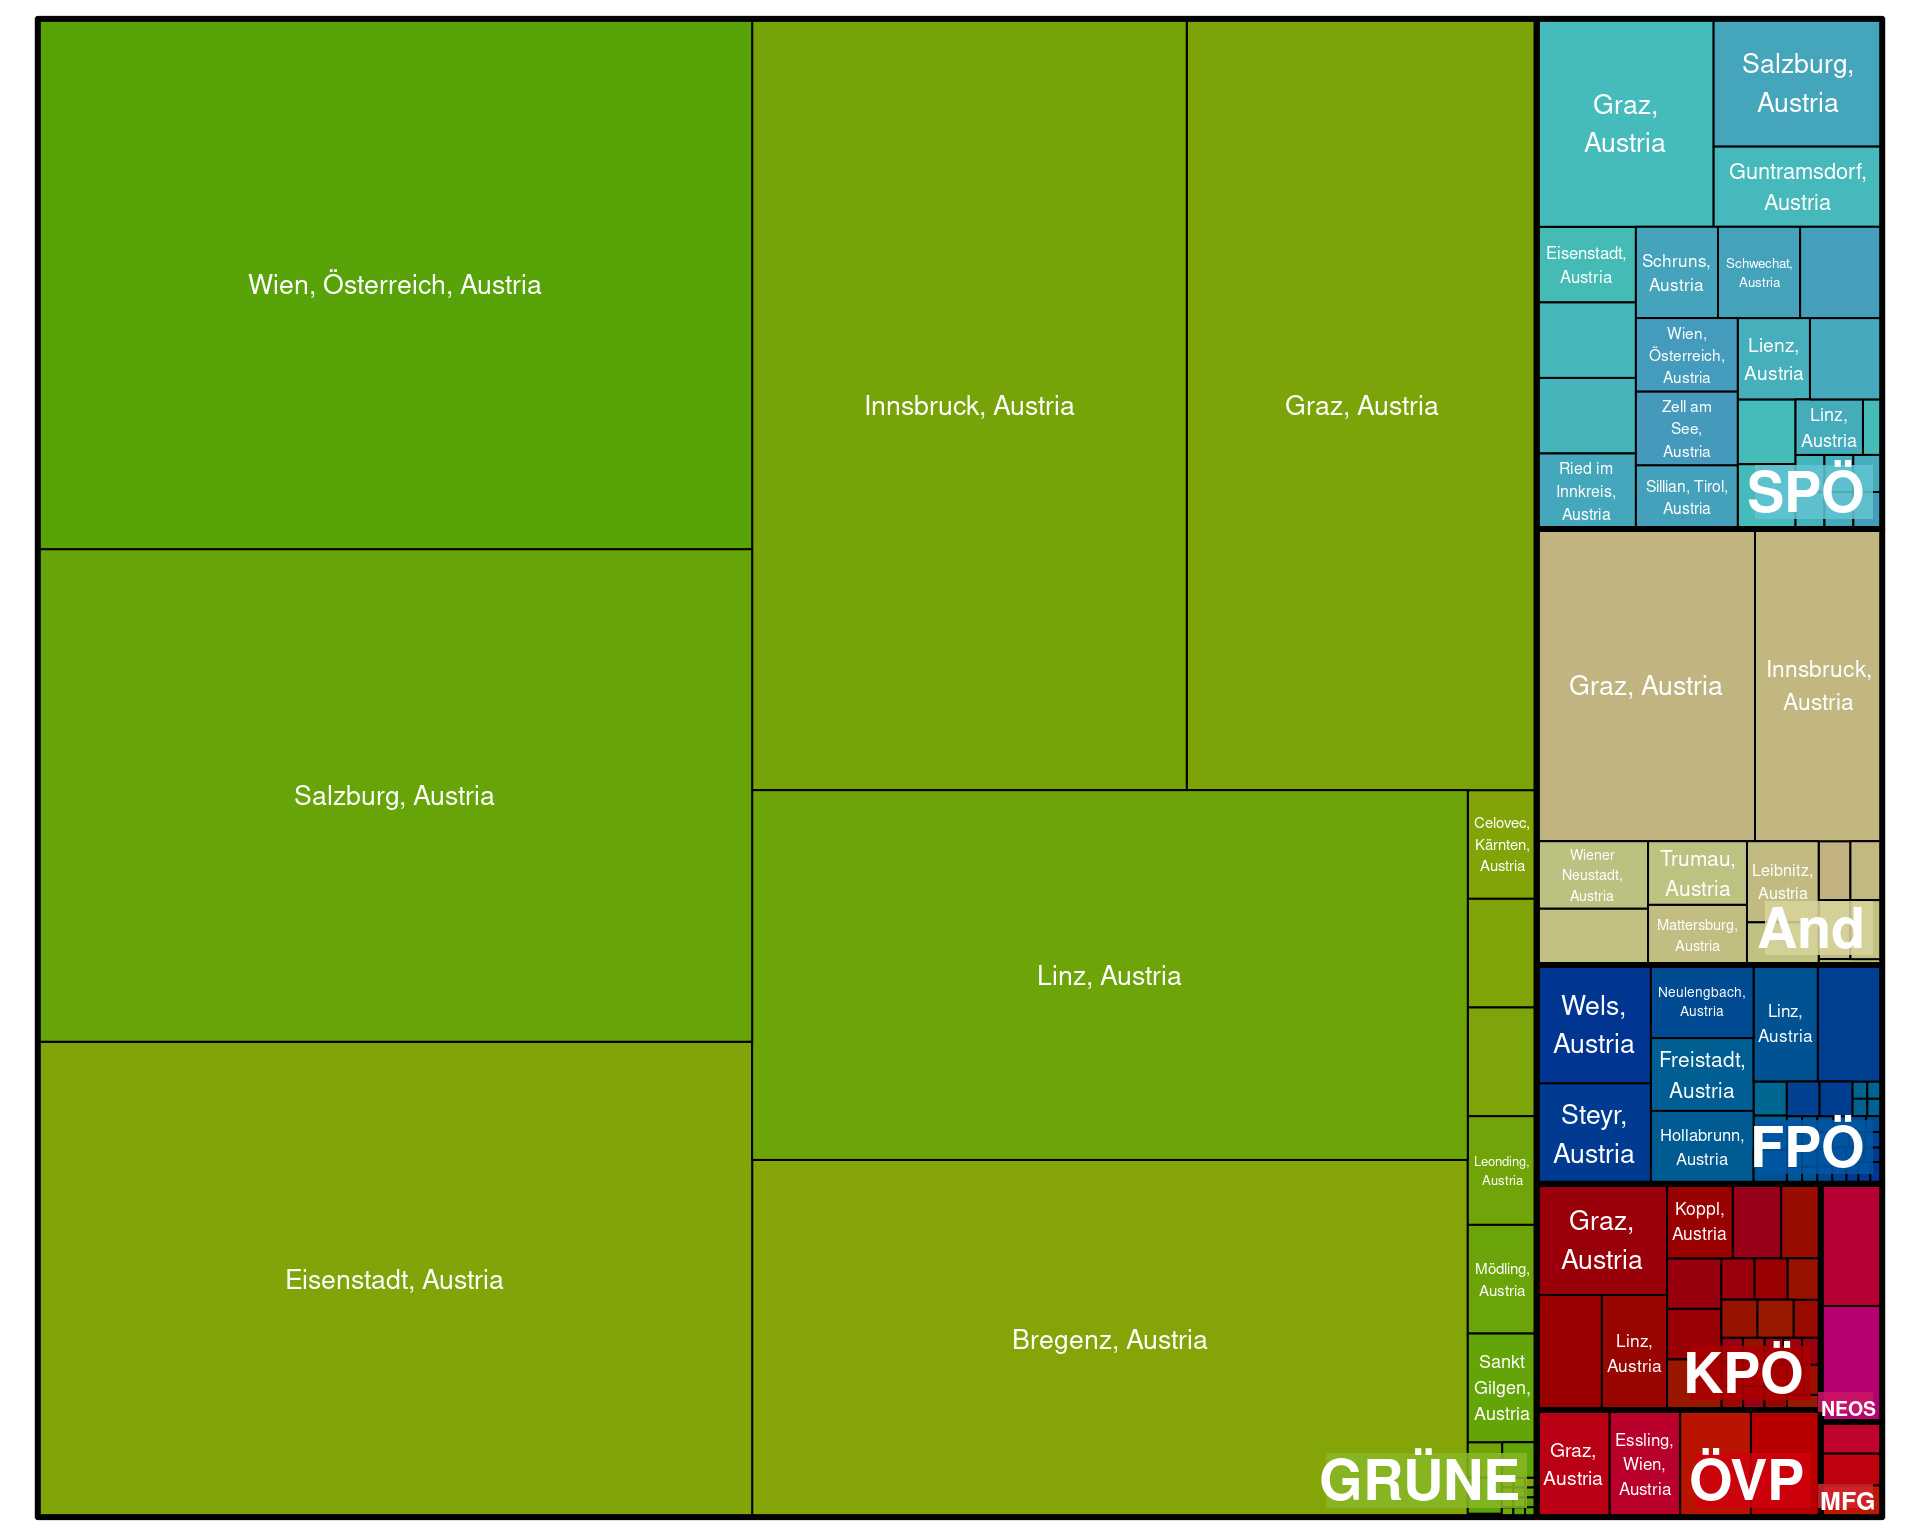 Wien, Österreich, Austria
Salzburg, Austria
Eisenstadt, Austria
Innsbruck, Austria
Graz, Austria
Linz, Austria
Bregenz, Austria
Celovec,
Kärnten,
Austria
Leonding,
Austria
Mödling,
Austria
Sankt
Gilgen,
Austria
GRÜNE
Graz,
Austria
Salzburg,
Austria
Guntramsdorf,
Austria
Eisenstadt,
Austria
Schruns,
Austria
Schwechat,
Austria
Wien,
Österreich,
Austria
Lienz,
Austria
Zell am
See,
Austria
Linz,
Austria
Ried im
Innkreis,
Austria
Sillian, Tirol,
Austria
SPÖ
Graz, Austria
Innsbruck,
Austria
Wiener
Neustadt,
Austria
Trumau,
Austria
Leibnitz,
Austria
Mattersburg,
Austria
And
Wels,
Austria
Neulengbach,
Austria
Linz,
Austria
Freistadt,
Austria
Steyr,
Austria
Hollabrunn,
Austria
FPÖ
Graz,
Austria
Koppl,
Austria
Linz,
Austria
KPÖ
NEOS
Graz,
Austria
Essling,
Wien,
Austria
ÖVP
MFG